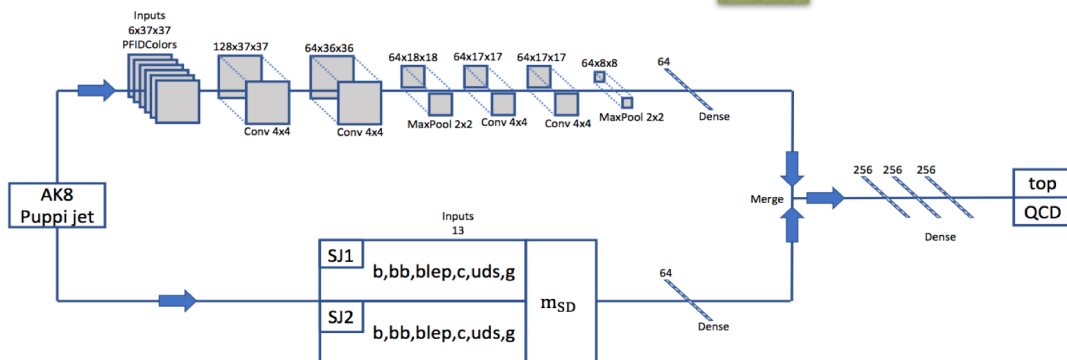 Inputs
6x37x37
PFIDColors
128x37x37
64x36x36
64x18x18
64x17x17
64x17x17
64x8x8
64
Conv 4x4
Conv 4x4
MaxPool 2x2
Conv 4x4
Conv 4x4
MaxPool 2x2
Dense
AK8
Puppi jet
Merge
256
256
256
Dense
top
QCD
Inputs
13
SJ1
b,bb,blep,c,uds,g
SJ2
b,bb,blep,c,uds,g
mSD
64
Dense